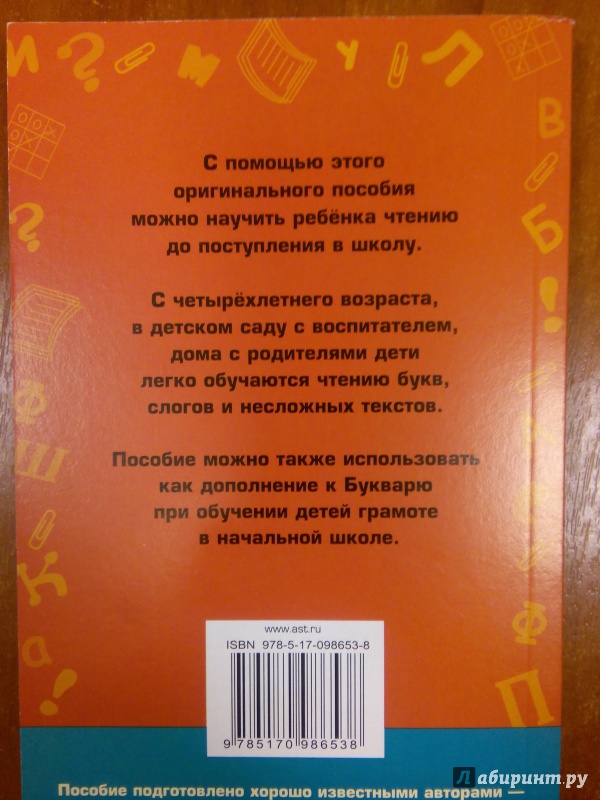 С помощью этого
оригинального пособия
можно научить ребёнка чтению
до поступления в школу.
С четырёхлетнего возраста,
в детском саду с воспитателем,
дома с родителями дети
легко обучаются чтению букв,
слогов и несложных текстов.
Пособие можно также использовать
как дополнение к Букварю
при обучении детей грамоте
в начальной школе.
www.ast.ru
ISBN 978-5-17-098653-8
9 785170 986538
Пособие подготовлено хорошо известными авторами —
Лабиринт.ру